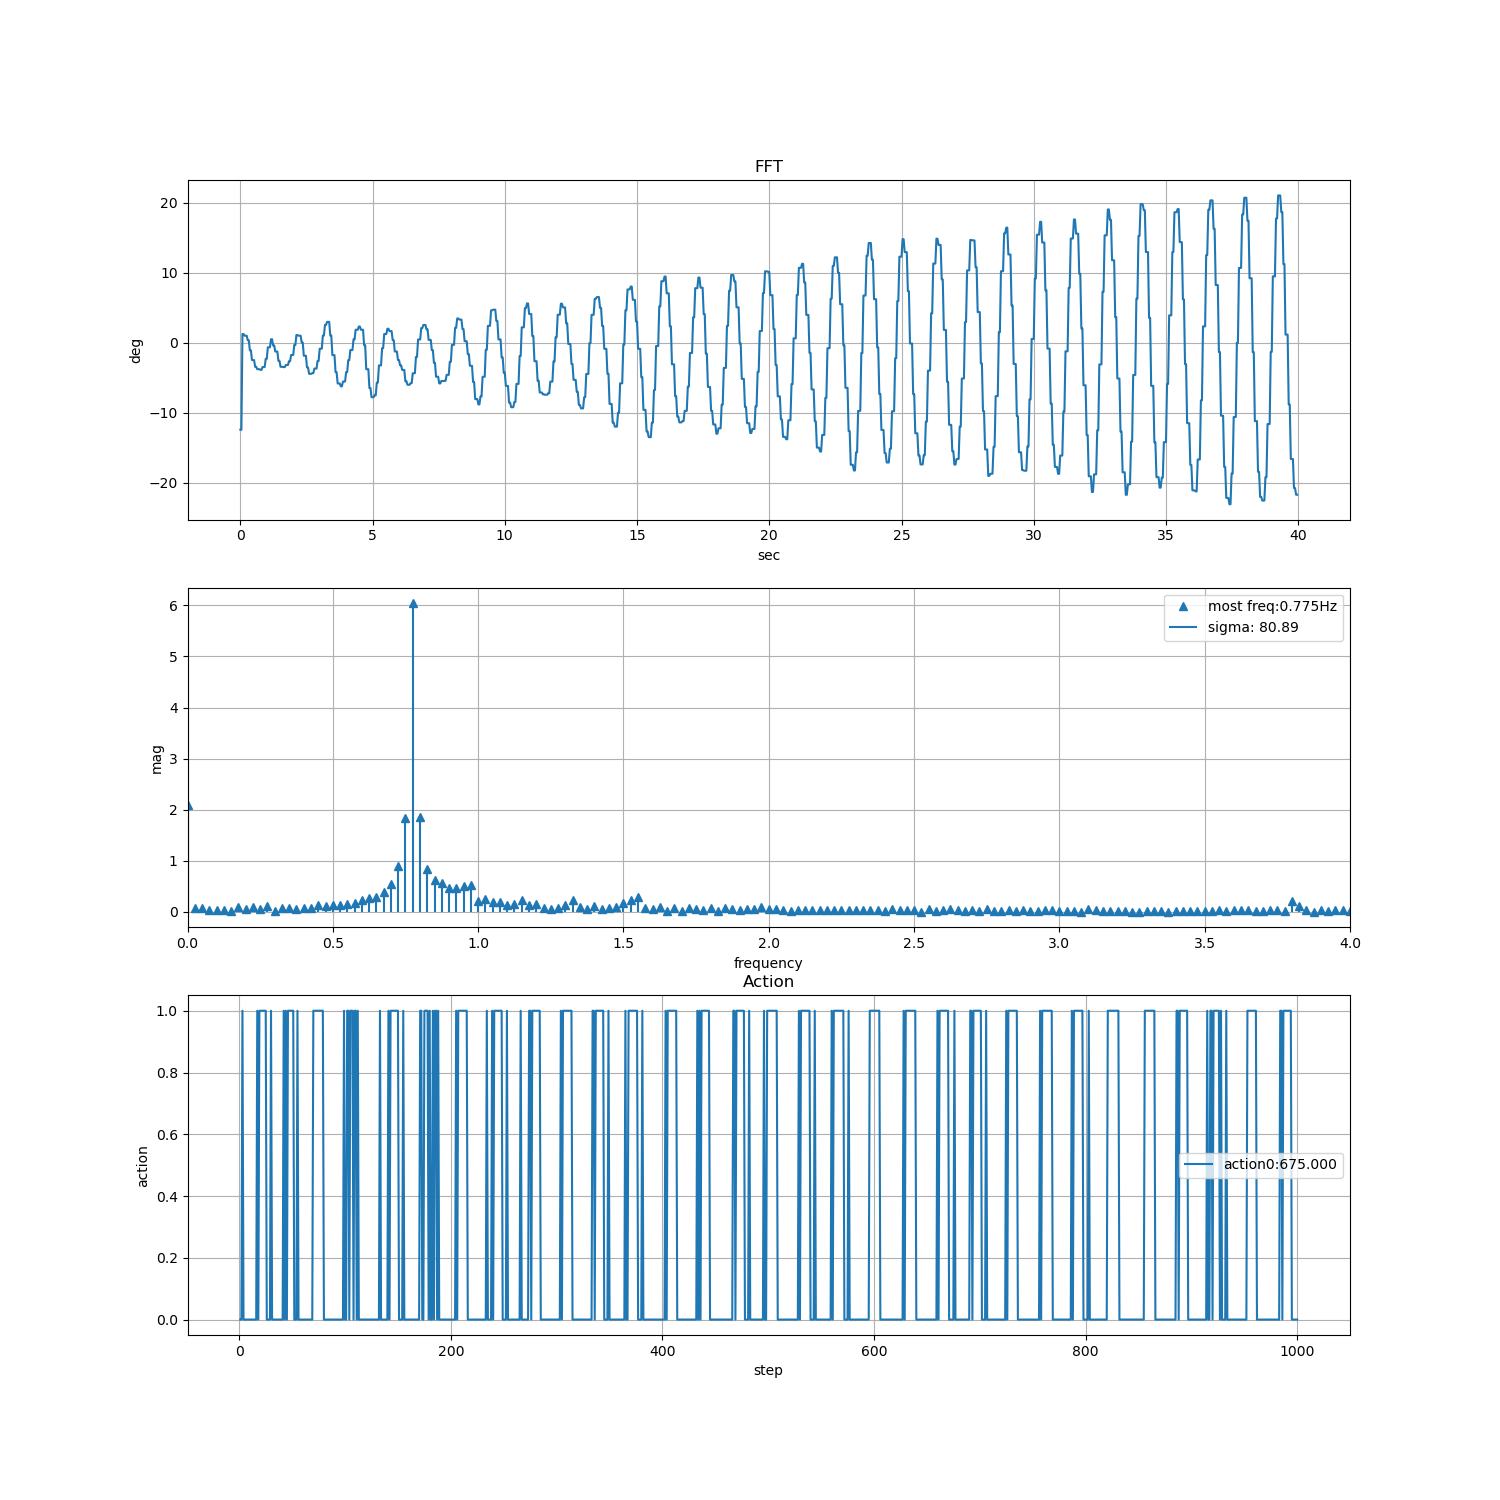 FFT
20
10
0
−10
−20
deg
0 5 10 15 20 25 30 35 40
sec
most freq:0.775Hz
sigma: 80.89
6
5
4
3
2
1
0
mag
0.0 0.5 1.0 1.5 2.0 2.5 3.0 3.5 4.0
frequency
Action
1.0
0.8
0.6
0.4
0.2
0.0
action
action0:675.000
0 200 400 600 800 1000
step